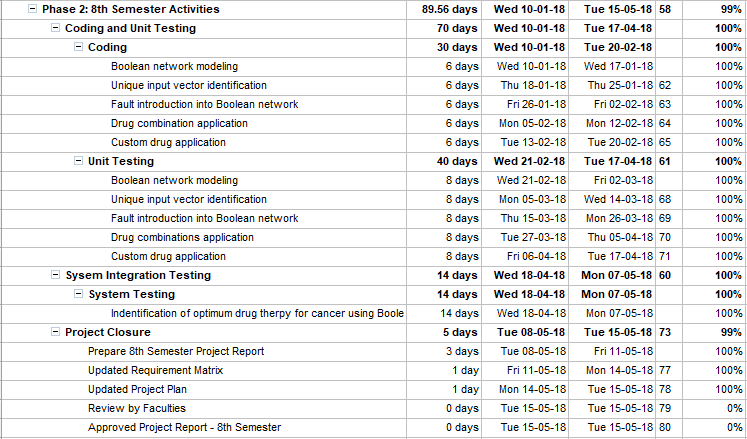 Phase 2: 8th Semester Activities 89.56 days Wed 10-01-18 Tue 15-05-18 58 99%
Coding and Unit Testing 70 days Wed 10-01-18 Tue 17-04-18 100%
Coding 30 days Wed 10-01-18 Tue 20-02-18 100%
Boolean network modeling 6 days Wed 10-01-18 Wed 17-01-18 100%
Unique input vector identification 6 days Thu 18-01-18 Thu 25-01-18 62 100%
Fault introduction into Boolean network 6 days Fri 26-01-18 Fri 02-02-18 63 100%
Drug combination application 6 days Mon 05-02-18 Mon 12-02-18 64 100%
Custom drug application 6 days Tue 13-02-18 Tue 20-02-18 65 100%
Unit Testing 40 days Wed 21-02-18 Tue 17-04-18 61 100%
Boolean network modeling 8 days Wed 21-02-18 Fri 02-03-18 100%
Unique input vector identification 8 days Mon 05-03-18 Wed 14-03-18 68 100%
Fault introduction into Boolean network 8 days Thu 15-03-18 Mon 26-03-18 69 100%
Drug combinations application 8 days Tue 27-03-18 Thu 05-04-18 70 100%
Custom drug application 8 days Fri 06-04-18 Tue 17-04-18 71 100%
Sysem Integration Testing 14 days Wed 18-04-18 Mon 07-05-18 60 100%
System Testing 14 days Wed 18-04-18 Mon 07-05-18 100%
Indentification of optimum drug therpy for cancer using Boole 14 days Wed 18-04-18 Mon 07-05-18 100%
Project Closure 5 days Tue 08-05-18 Tue 15-05-18 73 99%
Prepare 8th Semester Project Report 3 days Tue 08-05-18 Fri 11-05-18 100%
Updated Requirement Matrix 1 day Fri 11-05-18 Mon 14-05-18 77 100%
Updated Project Plan 1 day Mon 14-05-18 Tue 15-05-18 78 100%
Review by Faculties 0 days Tue 15-05-18 Tue 15-05-18 79 0%
Approved Project Report - 8th Semester 0 days Tue 15-05-18 Tue 15-05-18 80 0%